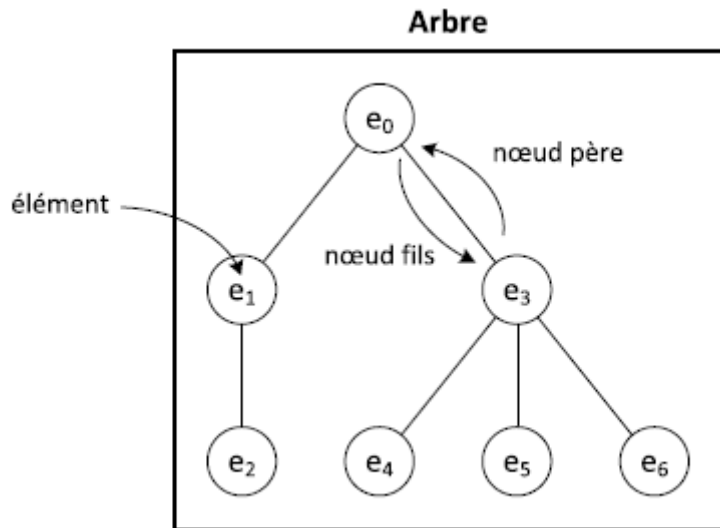 Arbre
e₀
nœud père
élément
nœud fils
e₁
e₃
e₂
e₄
e₅
e₆